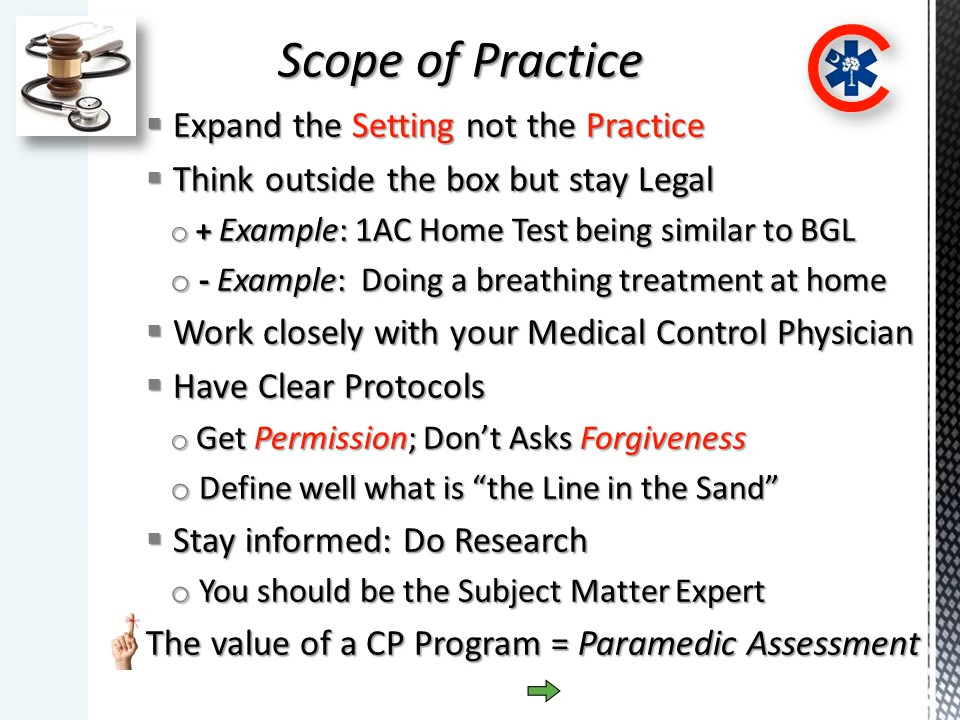 Scope of Practice
▪ Expand the Setting not the Practice
▪ Think outside the box but stay Legal
o + Example: 1AC Home Test being similar to BGL
o - Example: Doing a breathing treatment at home
▪ Work closely with your Medical Control Physician
▪ Have Clear Protocols
o Get Permission; Don’t Asks Forgiveness
o Define well what is “the Line in the Sand”
▪ Stay informed: Do Research
o You should be the Subject Matter Expert
The value of a CP Program = Paramedic Assessment